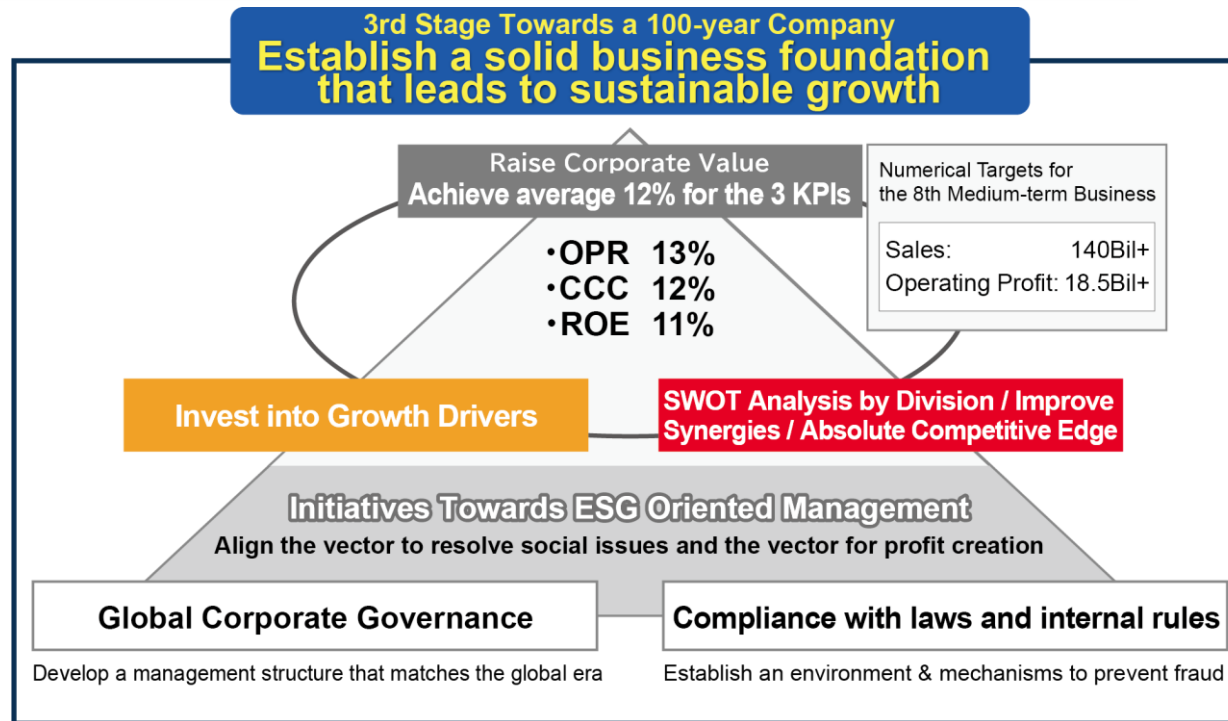 3rd Stage Towards a 100-year Company
Establish a solid business foundation
that leads to sustainable growth
Raise Corporate Value
Achieve average 12% for the 3 KPIs
Numerical Targets for
the 8th Medium-term Business
Sales: 140Bil+
Operating Profit: 18.5Bil+
・OPR 13%
・CCC 12%
・ROE 11%
Invest into Growth Drivers
SWOT Analysis by Division / Improve
Synergies / Absolute Competitive Edge
Initiatives Towards ESG Oriented Management
Align the vector to resolve social issues and the vector for profit creation
Global Corporate Governance
Develop a management structure that matches the global era
Compliance with laws and internal rules
Establish an environment & mechanisms to prevent fraud